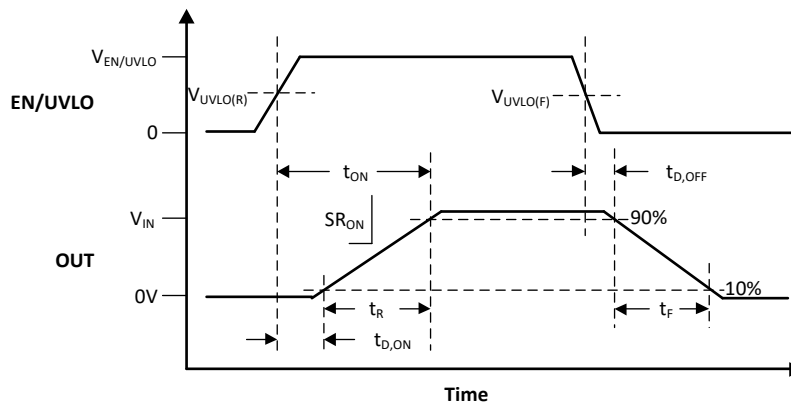 V_EN/UVLO
V_UVLO(R)
V_UVLO(F)
EN/UVLO
0
t_ON
t_D,OFF
V_IN
SR_ON
90%
OUT
0V
10%
t_R
t_F
t_D,ON
Time